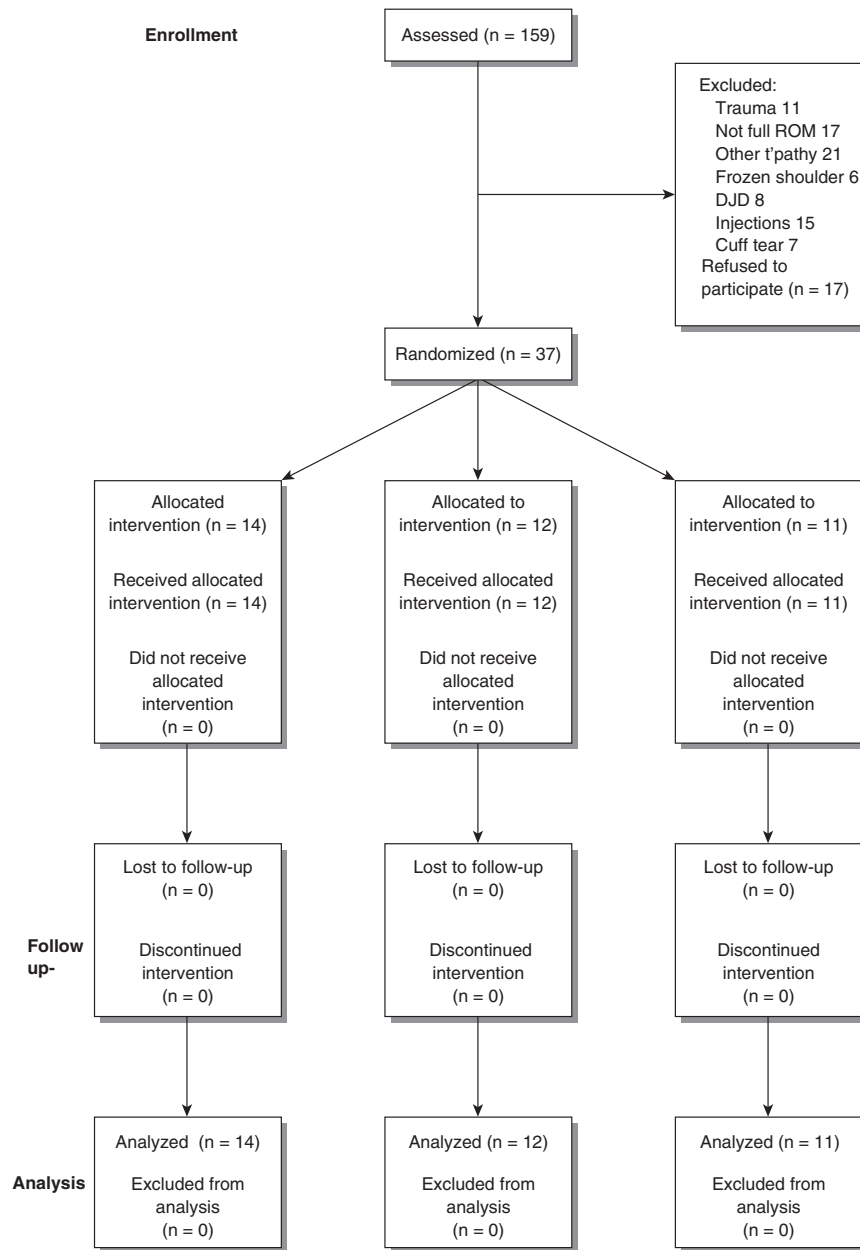 Enrollment
Assessed (n = 159)
Excluded:
Trauma 11
Not full ROM 17
Other t'pathy 21
Frozen shoulder 6
DJD 8
Injections 15
Cuff tear 7
Refused to
participate (n = 17)
Randomized (n = 37)
Allocated
intervention (n = 14)
Received allocated
intervention (n = 14)
Did not receive
allocated
intervention
(n = 0)
Allocated to
intervention (n = 12)
Received allocated
intervention (n = 12)
Did not receive
allocated
intervention
(n = 0)
Allocated to
intervention (n = 11)
Received allocated
intervention (n = 11)
Did not receive
allocated
intervention
(n = 0)
Follow
up-
Lost to follow-up
(n = 0)
Discontinued
intervention
(n = 0)
Lost to follow-up
(n = 0)
Discontinued
intervention
(n = 0)
Lost to follow-up
(n = 0)
Discontinued
intervention
(n = 0)
Analysis
Analyzed (n = 14)
Excluded from
analysis
(n = 0)
Analyzed (n = 12)
Excluded from
analysis
(n = 0)
Analyzed (n = 11)
Excluded from
analysis
(n = 0)